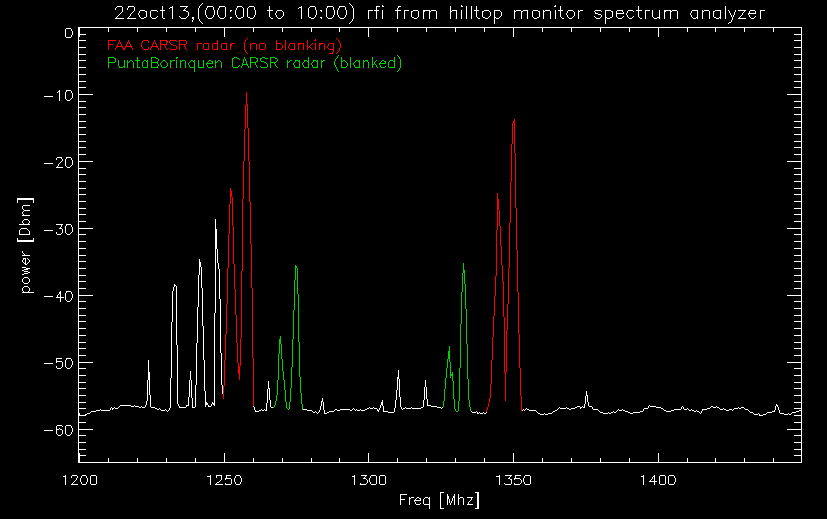 22oct13,(00:00 to 10:00) rfi from hilltop monitor spectrum analyzer
FAA CARSR radar (no blanking)
PuntaBorinquen CARSR radar (blanked)
0
-10
-20
-30
-40
-50
-60
power [Dbm]
1200 1250 1300 1350 1400
Freq [Mhz]